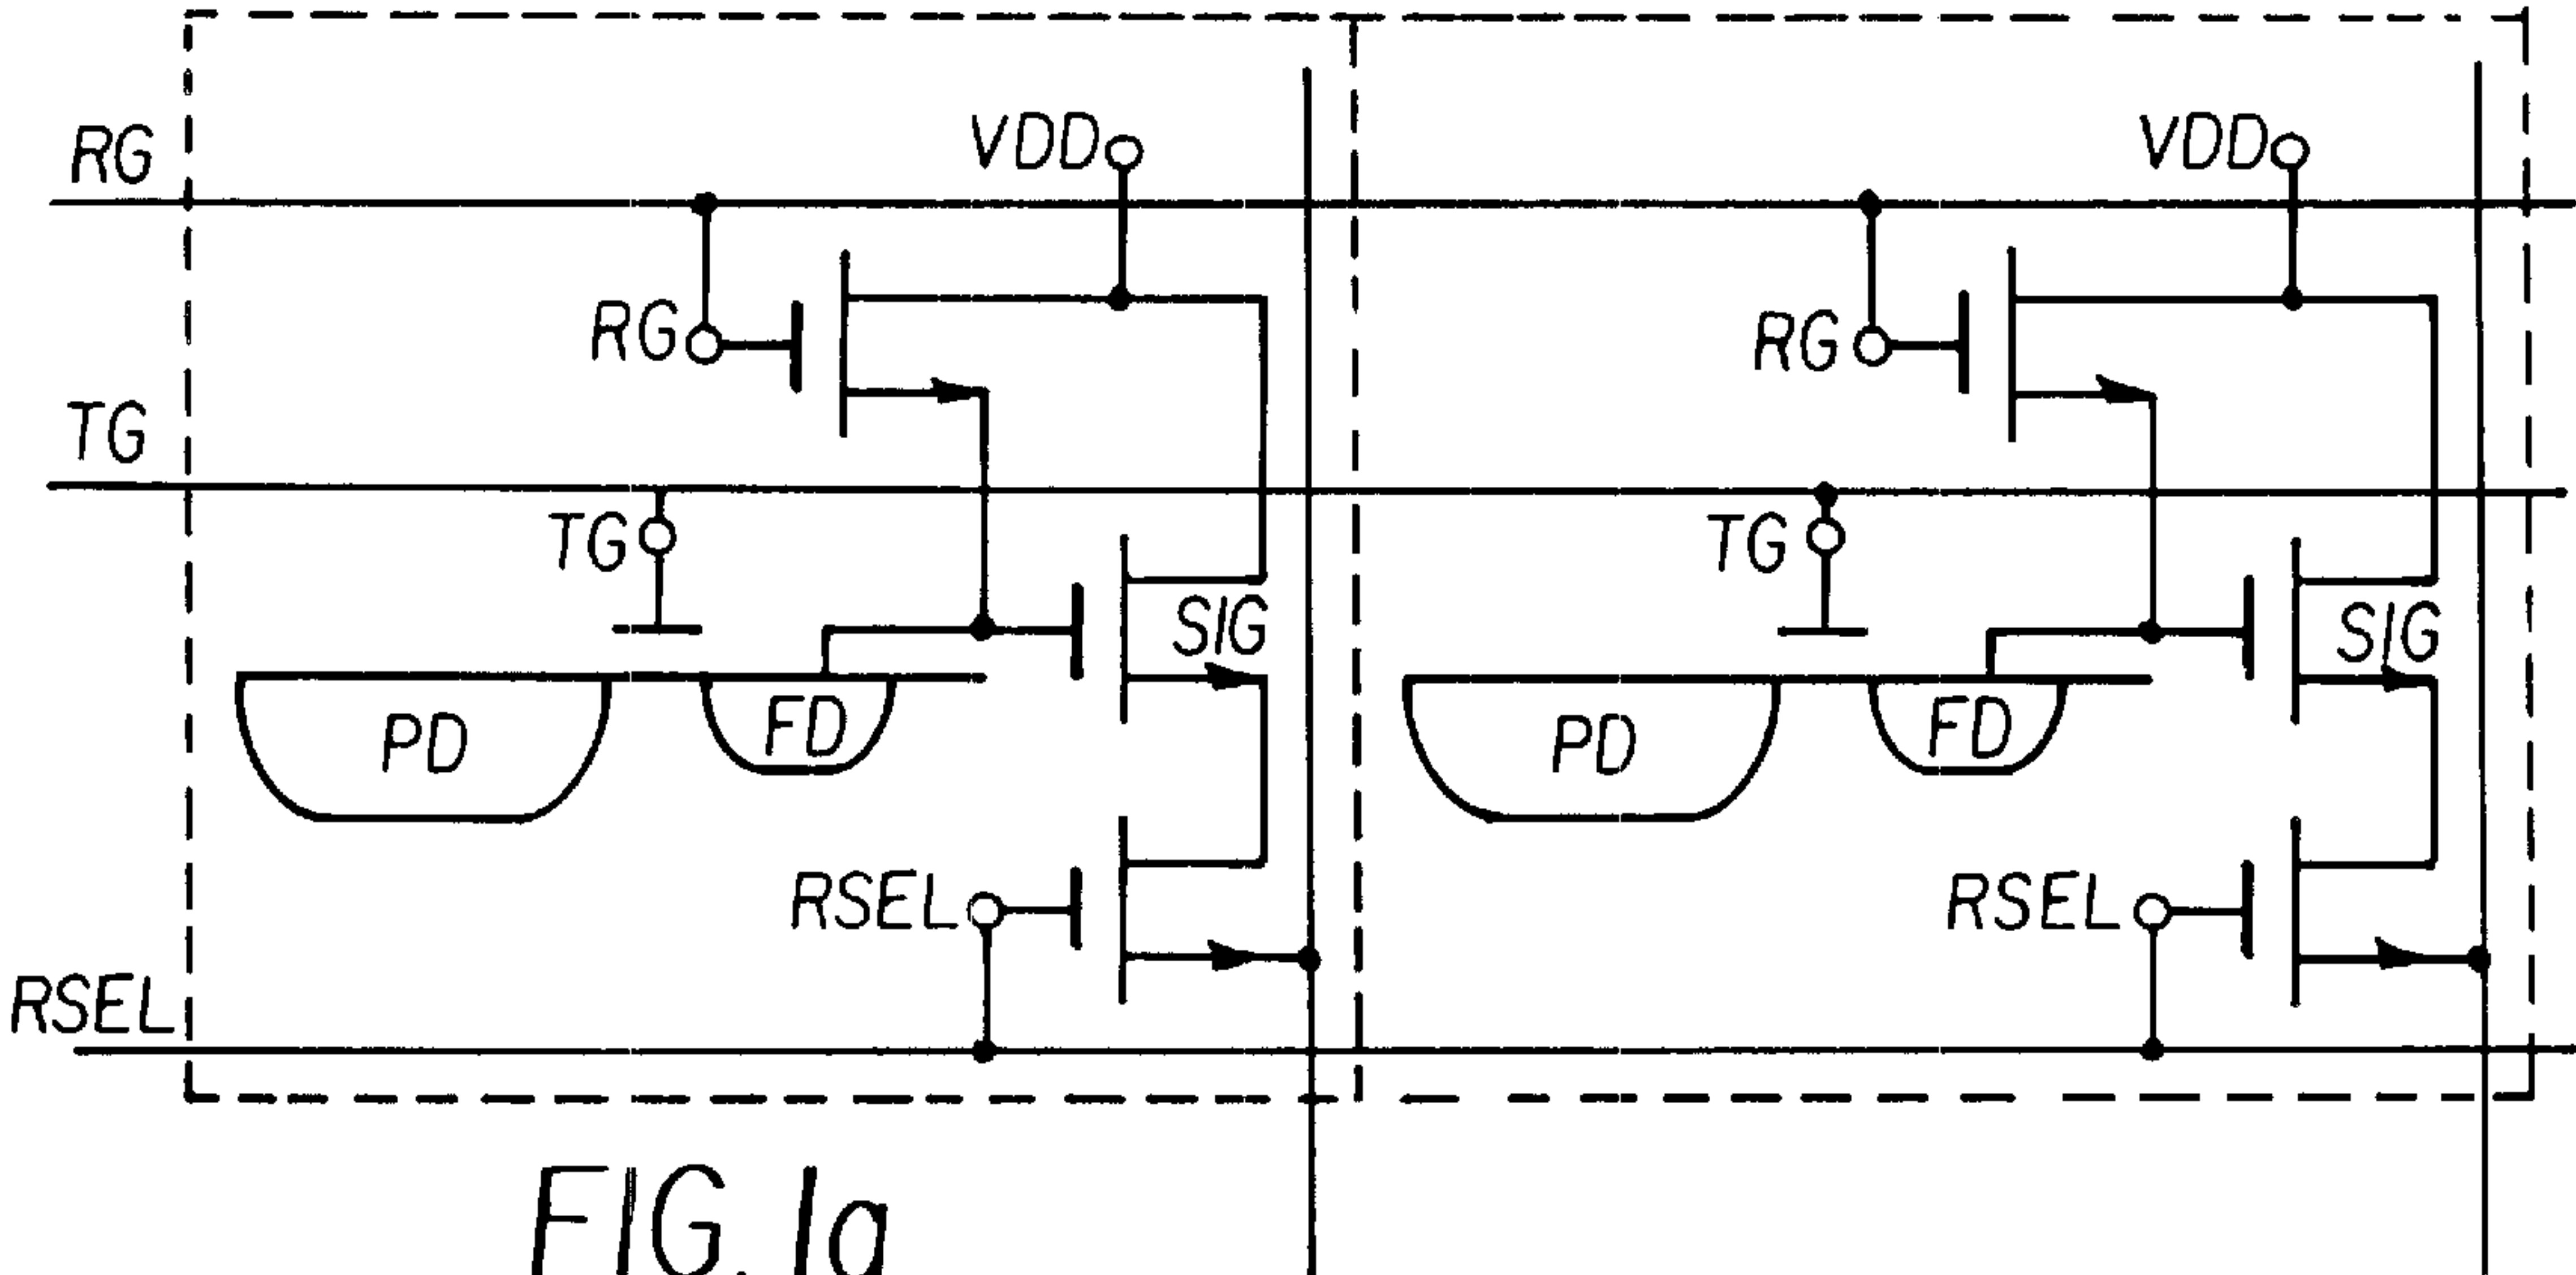 RG
VDD
VDD
RG
RG
TG
TG
TG
SIG
SIG
PD
FD
PD
FD
RSEL
RSEL
RSEL
FIG. 1a